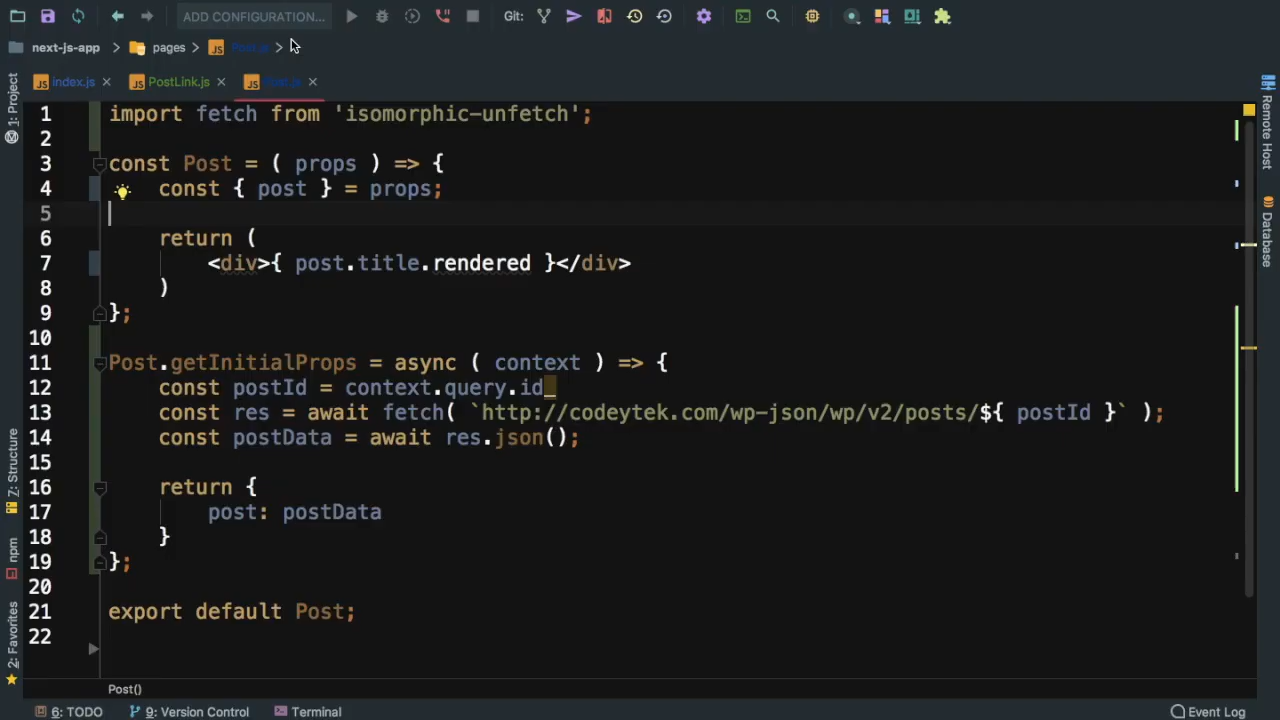 ADD CONFIGURATION... Git:
next-js-app pages Post.js
index.js PostLink.js
1 import fetch from 'isomorphic-unfetch';
2
3 const Post = ( props ) => {
4 const { post } = props;
5
6 return (
7 <div>{ post.title.rendered }</div>
8 )
9 };
10
11 Post.getInitialProps = async ( context ) => {
12 const postId = context.query.id
13 const res = await fetch( `http://codeytek.com/wp-json/wp/v2/posts/${ postId }` );
14 const postData = await res.json();
15
16 return {
17 post: postData
18 }
19 };
20
21 export default Post;
22
Post()
6: TODO 9: Version Control Terminal Event Log
1: Project
7: Structure
npm
2: Favorites
Remote Host
Database